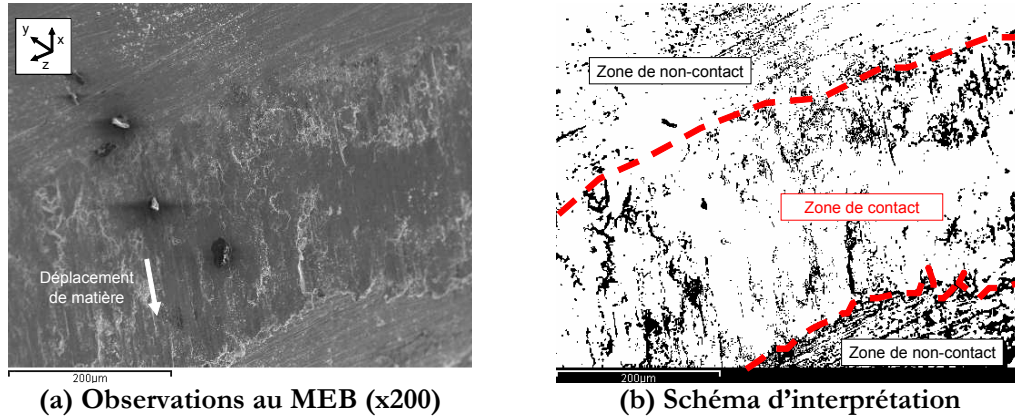 y
x
z
Déplacement
de matière
200µm
(a) Observations au MEB (x200)
Zone de non-contact
Zone de contact
Zone de non-contact
200µm
(b) Schéma d'interprétation